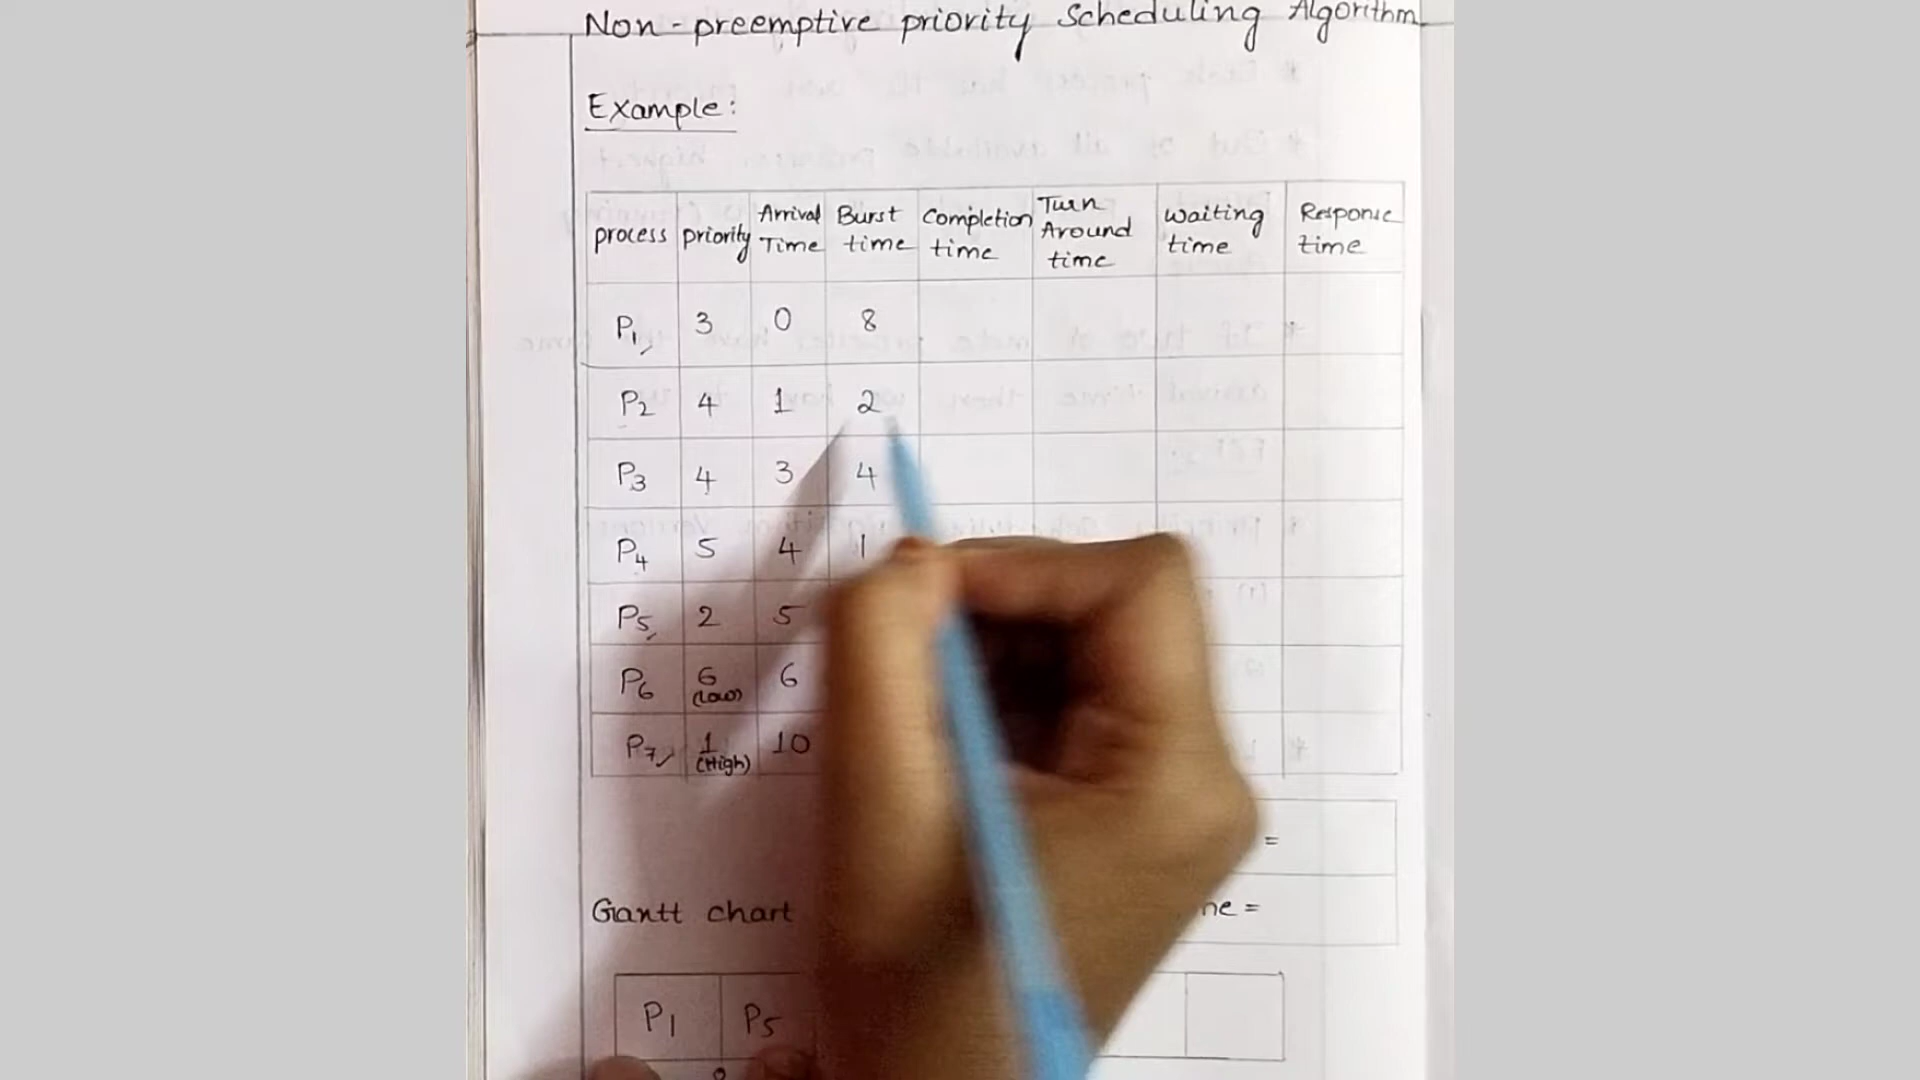 Non-preemptive priority Scheduling Algorithm
Example:
process priority Arrival Time Burst time Completion time Turn Around time waiting time Response time
P1 3 0 8
P2 4 1 2
P3 4 3 4
P4 5 4 1
P5 2 5
P6 6 (Low) 6
P7 1 (High) 10
=
Gantt chart =
P1 P5